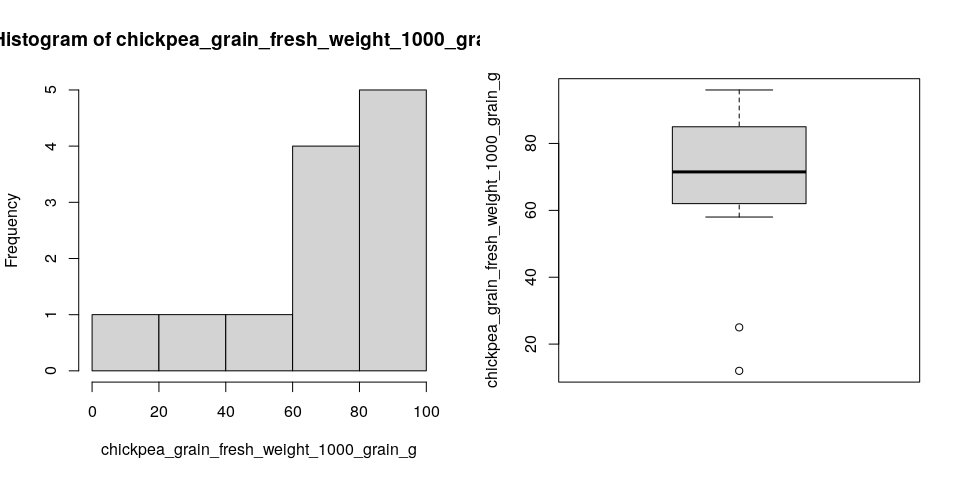 Histogram of chickpea_grain_fresh_weight_1000_gra
Frequency
5
4
3
2
1
0
0 20 40 60 80 100
chickpea_grain_fresh_weight_1000_grain_g
chickpea_grain_fresh_weight_1000_grain_g
80
60
40
20